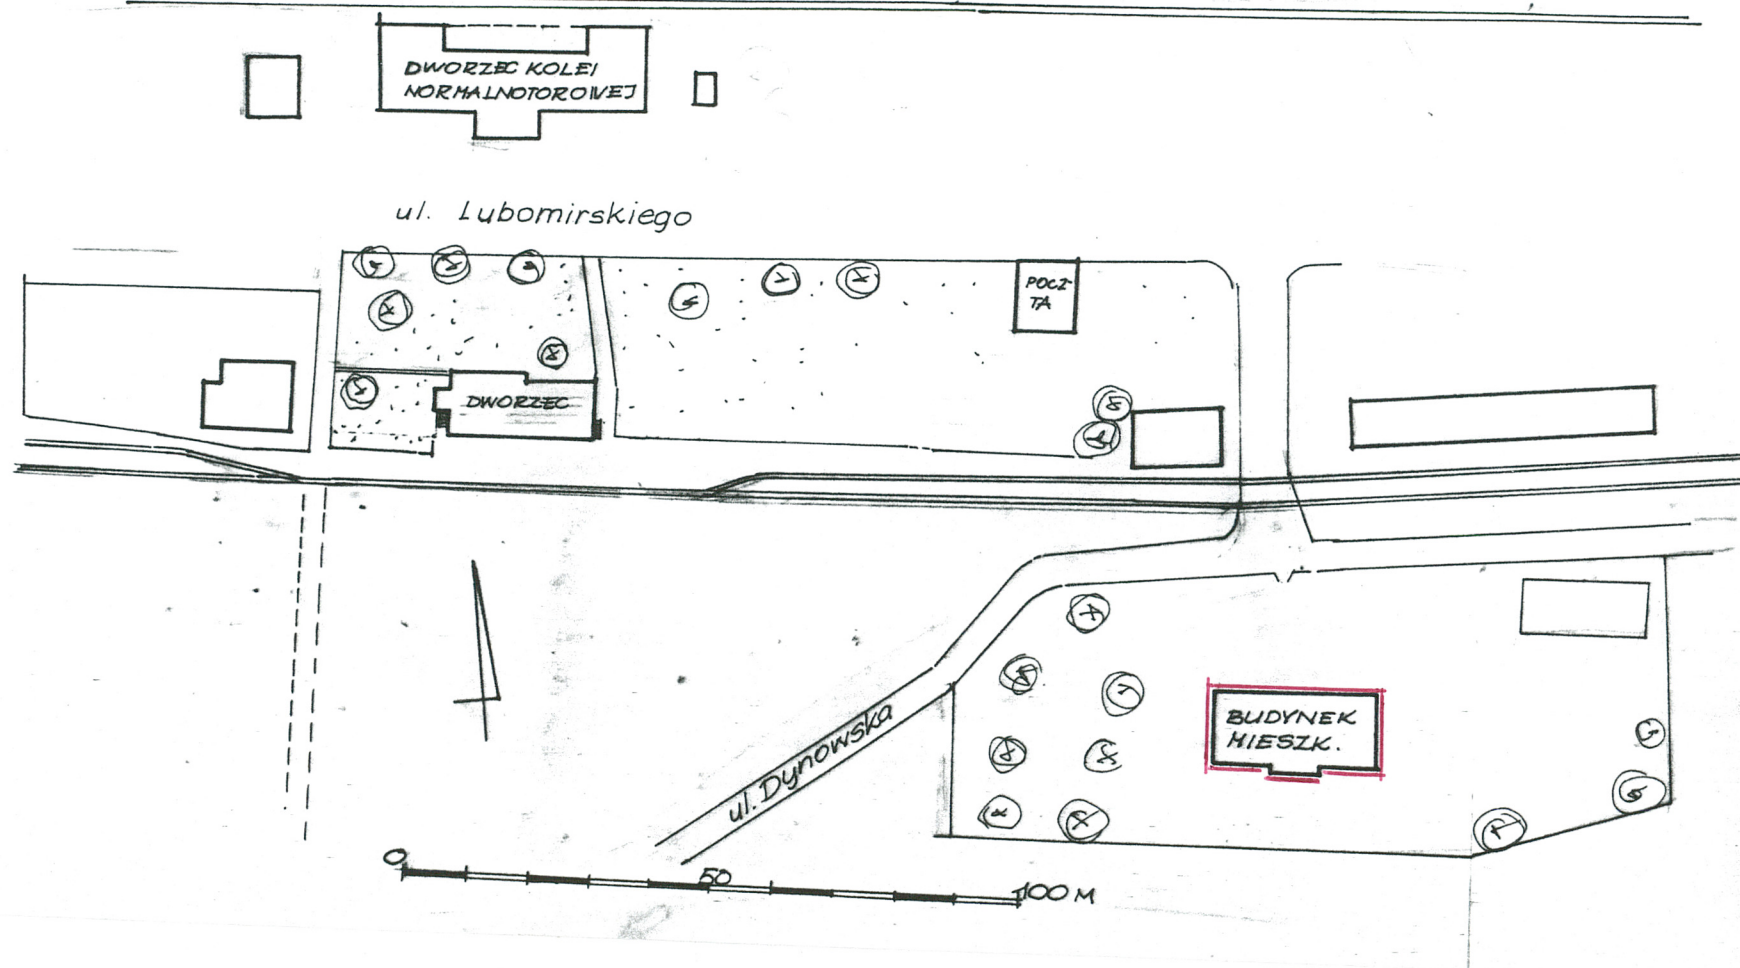 DWORZEC KOLEI
NORMALNOTOROWEJ
ul. Lubomirskiego
POCZ-
TA
DWORZEC
BUDYNEK
MIESZK.
ul. Dynowska
0
50
100 M